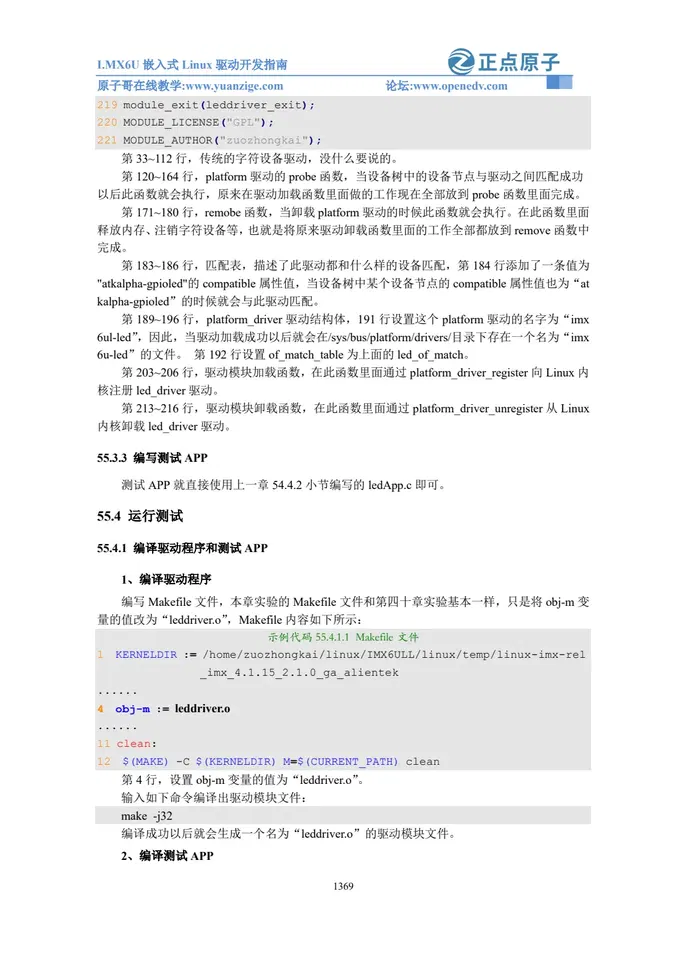 I.MX6U 嵌入式 Linux 驱动开发指南
正点原子
原子哥在线教学:www.yuanzige.com 论坛:www.openedv.com
219 module_exit(leddriver_exit);
220 MODULE_LICENSE("GPL");
221 MODULE_AUTHOR("zuozhongkai");
第 33~112 行，传统的字符设备驱动，没什么要说的。
第 120~164 行，platform 驱动的 probe 函数，当设备树中的设备节点与驱动之间匹配成功
以后此函数就会执行，原来在驱动加载函数里面做的工作现在全部放到 probe 函数里面完成。
第 171~180 行，remobe 函数，当卸载 platform 驱动的时候此函数就会执行。在此函数里面
释放内存、注销字符设备等，也就是将原来驱动卸载函数里面的工作全部都放到 remove 函数中
完成。
第 183~186 行，匹配表，描述了此驱动都和什么样的设备匹配，第 184 行添加了一条值为
"atkalpha-gpioled"的 compatible 属性值，当设备树中某个设备节点的 compatible 属性值也为“at
kalpha-gpioled”的时候就会与此驱动匹配。
第 189~196 行，platform_driver 驱动结构体，191 行设置这个 platform 驱动的名字为“imx
6ul-led”，因此，当驱动加载成功以后就会在/sys/bus/platform/drivers/目录下存在一个名为“imx
6u-led”的文件。 第 192 行设置 of_match_table 为上面的 led_of_match。
第 203~206 行，驱动模块加载函数，在此函数里面通过 platform_driver_register 向 Linux 内
核注册 led_driver 驱动。
第 213~216 行，驱动模块卸载函数，在此函数里面通过 platform_driver_unregister 从 Linux
内核卸载 led_driver 驱动。
55.3.3 编写测试 APP
测试 APP 就直接使用上一章 54.4.2 小节编写的 ledApp.c 即可。
55.4 运行测试
55.4.1 编译驱动程序和测试 APP
1、编译驱动程序
编写 Makefile 文件，本章实验的 Makefile 文件和第四十章实验基本一样，只是将 obj-m 变
量的值改为“leddriver.o”，Makefile 内容如下所示：
示例代码 55.4.1.1 Makefile 文件
1 KERNELDIR := /home/zuozhongkai/linux/IMX6ULL/linux/temp/linux-imx-rel
_imx_4.1.15_2.1.0_ga_alientek
......
4 obj-m := leddriver.o
......
11 clean:
12 $(MAKE) -C $(KERNELDIR) M=$(CURRENT_PATH) clean
第 4 行，设置 obj-m 变量的值为“leddriver.o”。
输入如下命令编译出驱动模块文件：
make -j32
编译成功以后就会生成一个名为“leddriver.o”的驱动模块文件。
2、编译测试 APP
1369